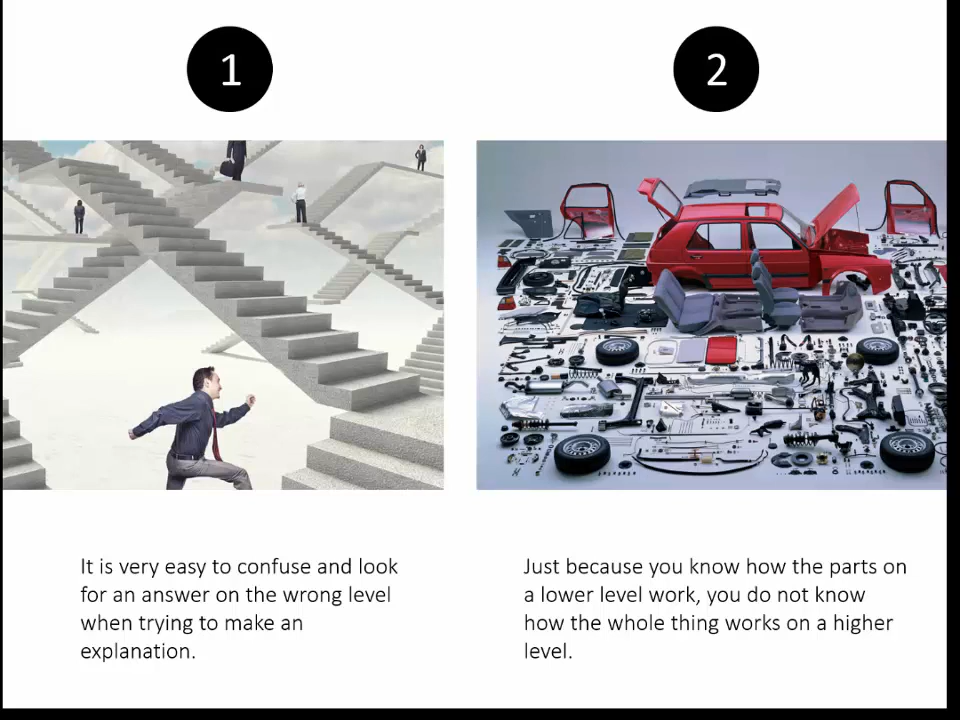 1
2
It is very easy to confuse and look
for an answer on the wrong level
when trying to make an
explanation.
Just because you know how the parts on
a lower level work, you do not know
how the whole thing works on a higher
level.